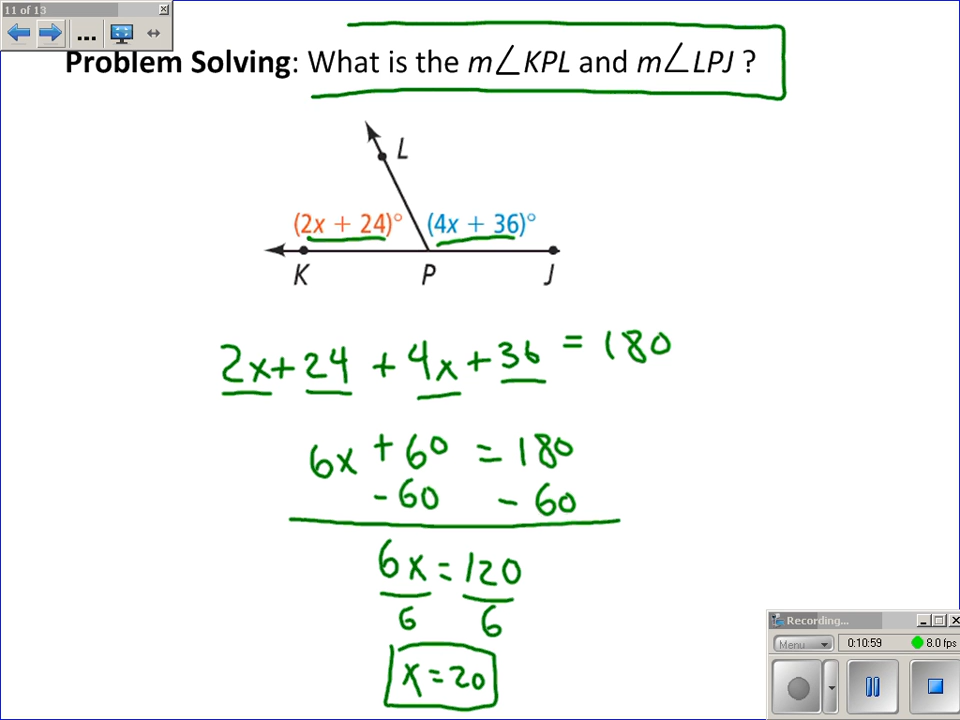 11 of 13
...
Problem Solving: What is the m∠KPL and m∠LPJ ?
L
(2x + 24)° (4x + 36)°
K P J
2x+24 + 4x+36 = 180
6x + 60 = 180
- 60 - 60
6x = 120
6 6
x = 20
Recording...
Menu 0:10:59 8.0 fps